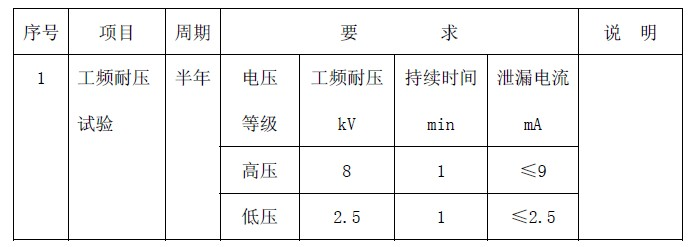 序号 项目 周期 要 求 说 明
1 工频耐压 半年 电压 工频耐压 持续时间 泄漏电流
试验 等级 kV min mA
高压 8 1 ≤9
低压 2.5 1 ≤2.5